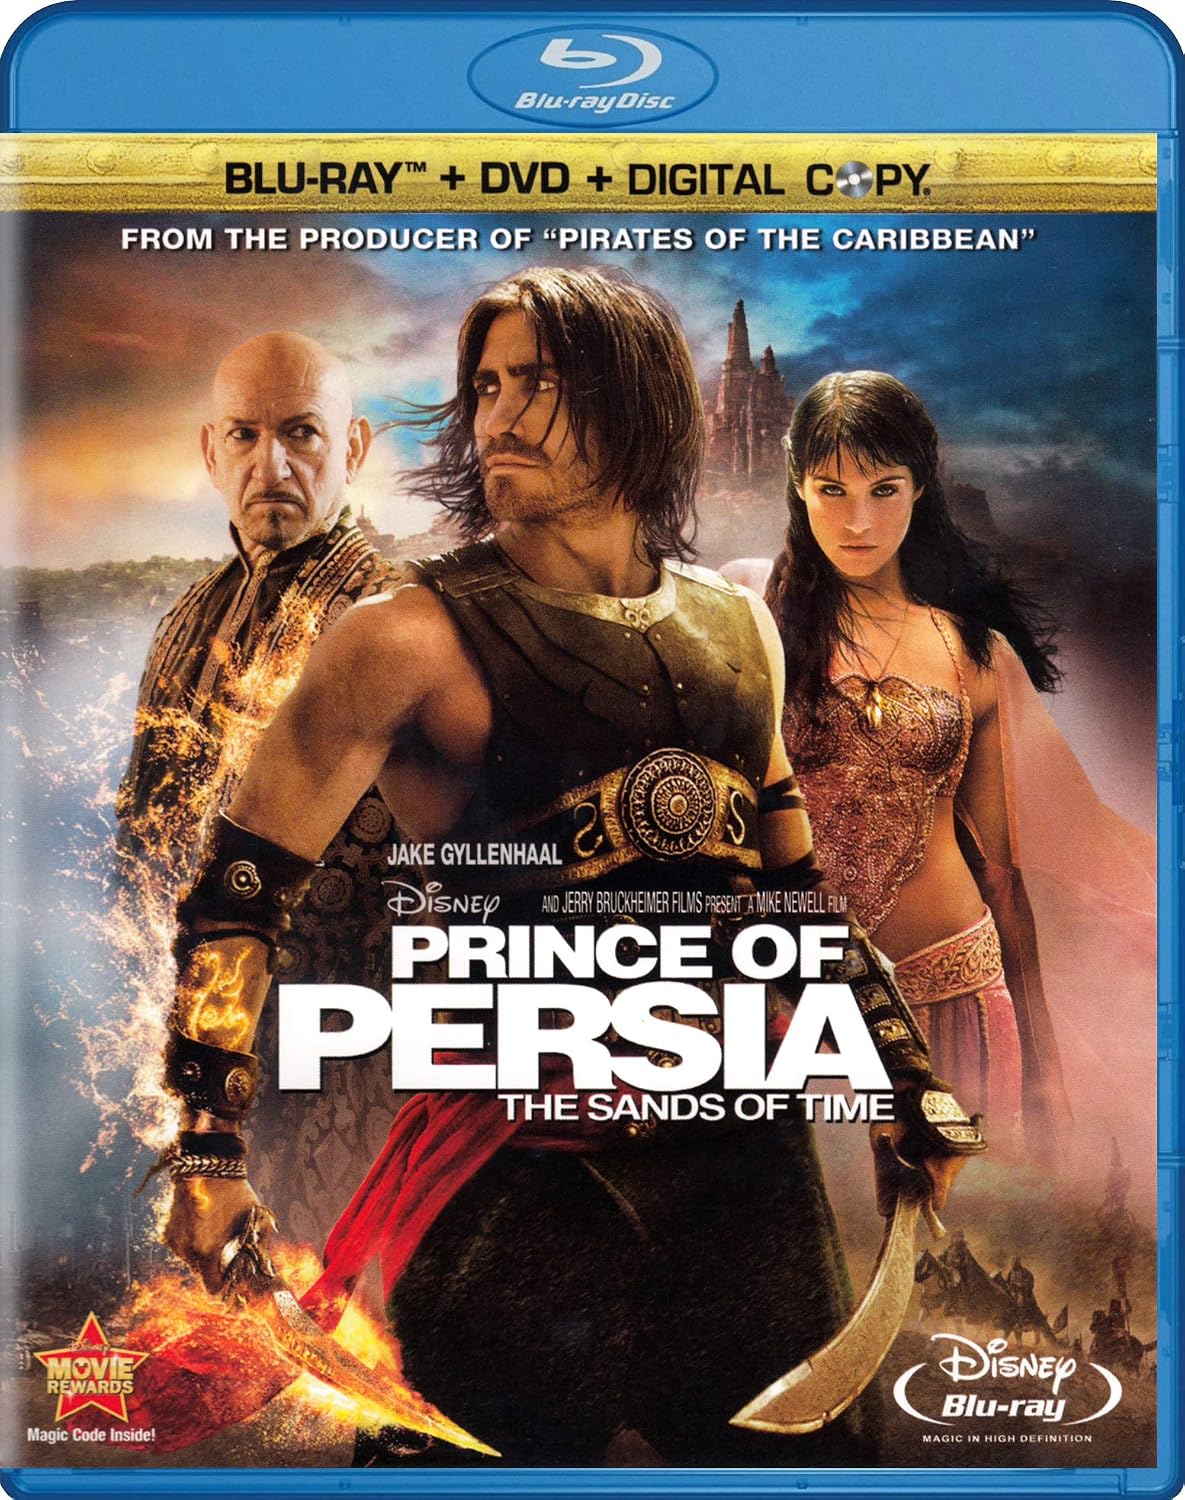 Blu-ray Disc
BLU-RAY™ + DVD + DIGITAL COPY®
FROM THE PRODUCER OF “PIRATES OF THE CARIBBEAN”
JAKE GYLLENHAAL
DISNEY AND JERRY BRUCKHEIMER FILMS PRESENT A MIKE NEWELL FILM
PRINCE OF
PERSIA
THE SANDS OF TIME
DISNEY
MOVIE
REWARDS
Magic Code Inside!
DISNEY
Blu-ray
MAGIC IN HIGH DEFINITION